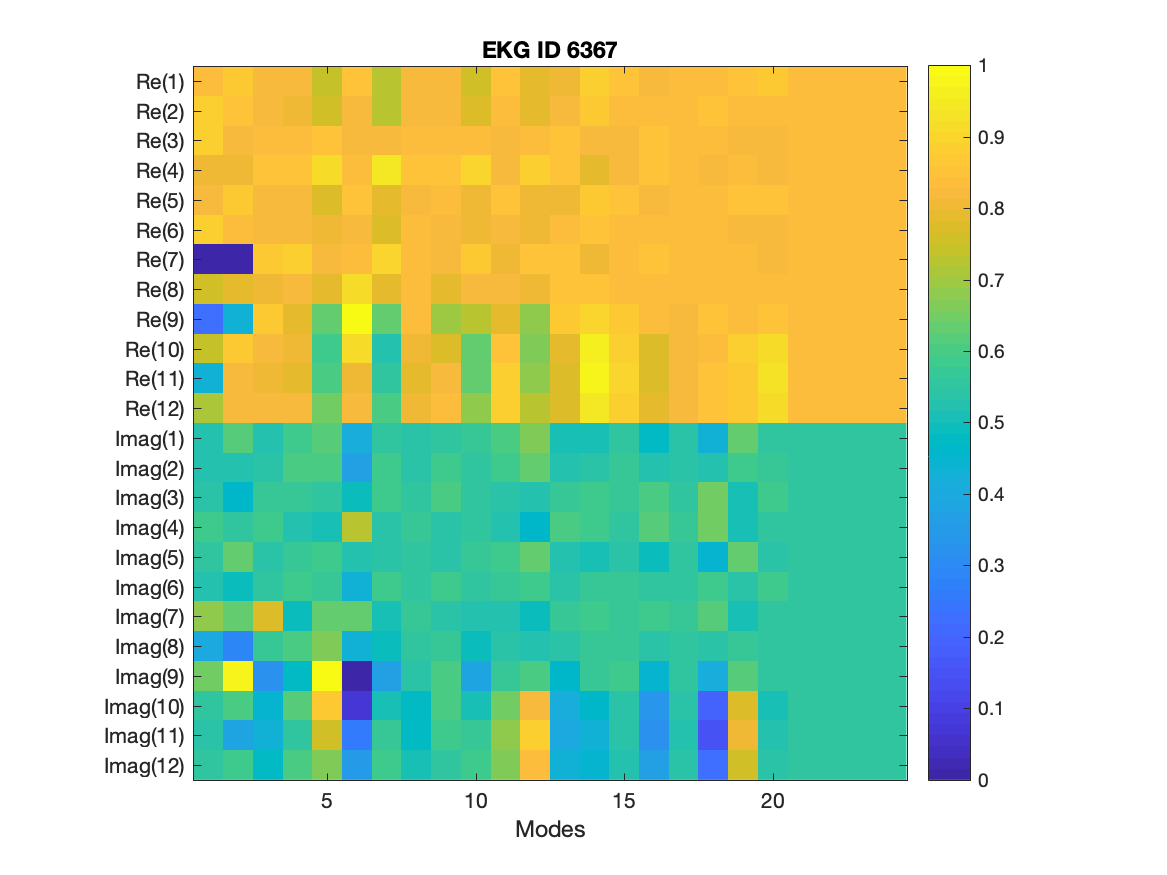 EKG ID 6367
Re(1)
Re(2)
Re(3)
Re(4)
Re(5)
Re(6)
Re(7)
Re(8)
Re(9)
Re(10)
Re(11)
Re(12)
Imag(1)
Imag(2)
Imag(3)
Imag(4)
Imag(5)
Imag(6)
Imag(7)
Imag(8)
Imag(9)
Imag(10)
Imag(11)
Imag(12)
5 10 15 20
Modes
1
0.9
0.8
0.7
0.6
0.5
0.4
0.3
0.2
0.1
0